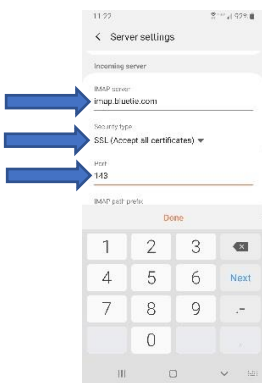 11:22
92%
Server settings
Incoming server
IMAP server
imap.bluetie.com
Security type
SSL (Accept all certificates)
Port
143
IMAP path prefix
Done
1 2 3
4 5 6 Next
7 8 9 .-
0